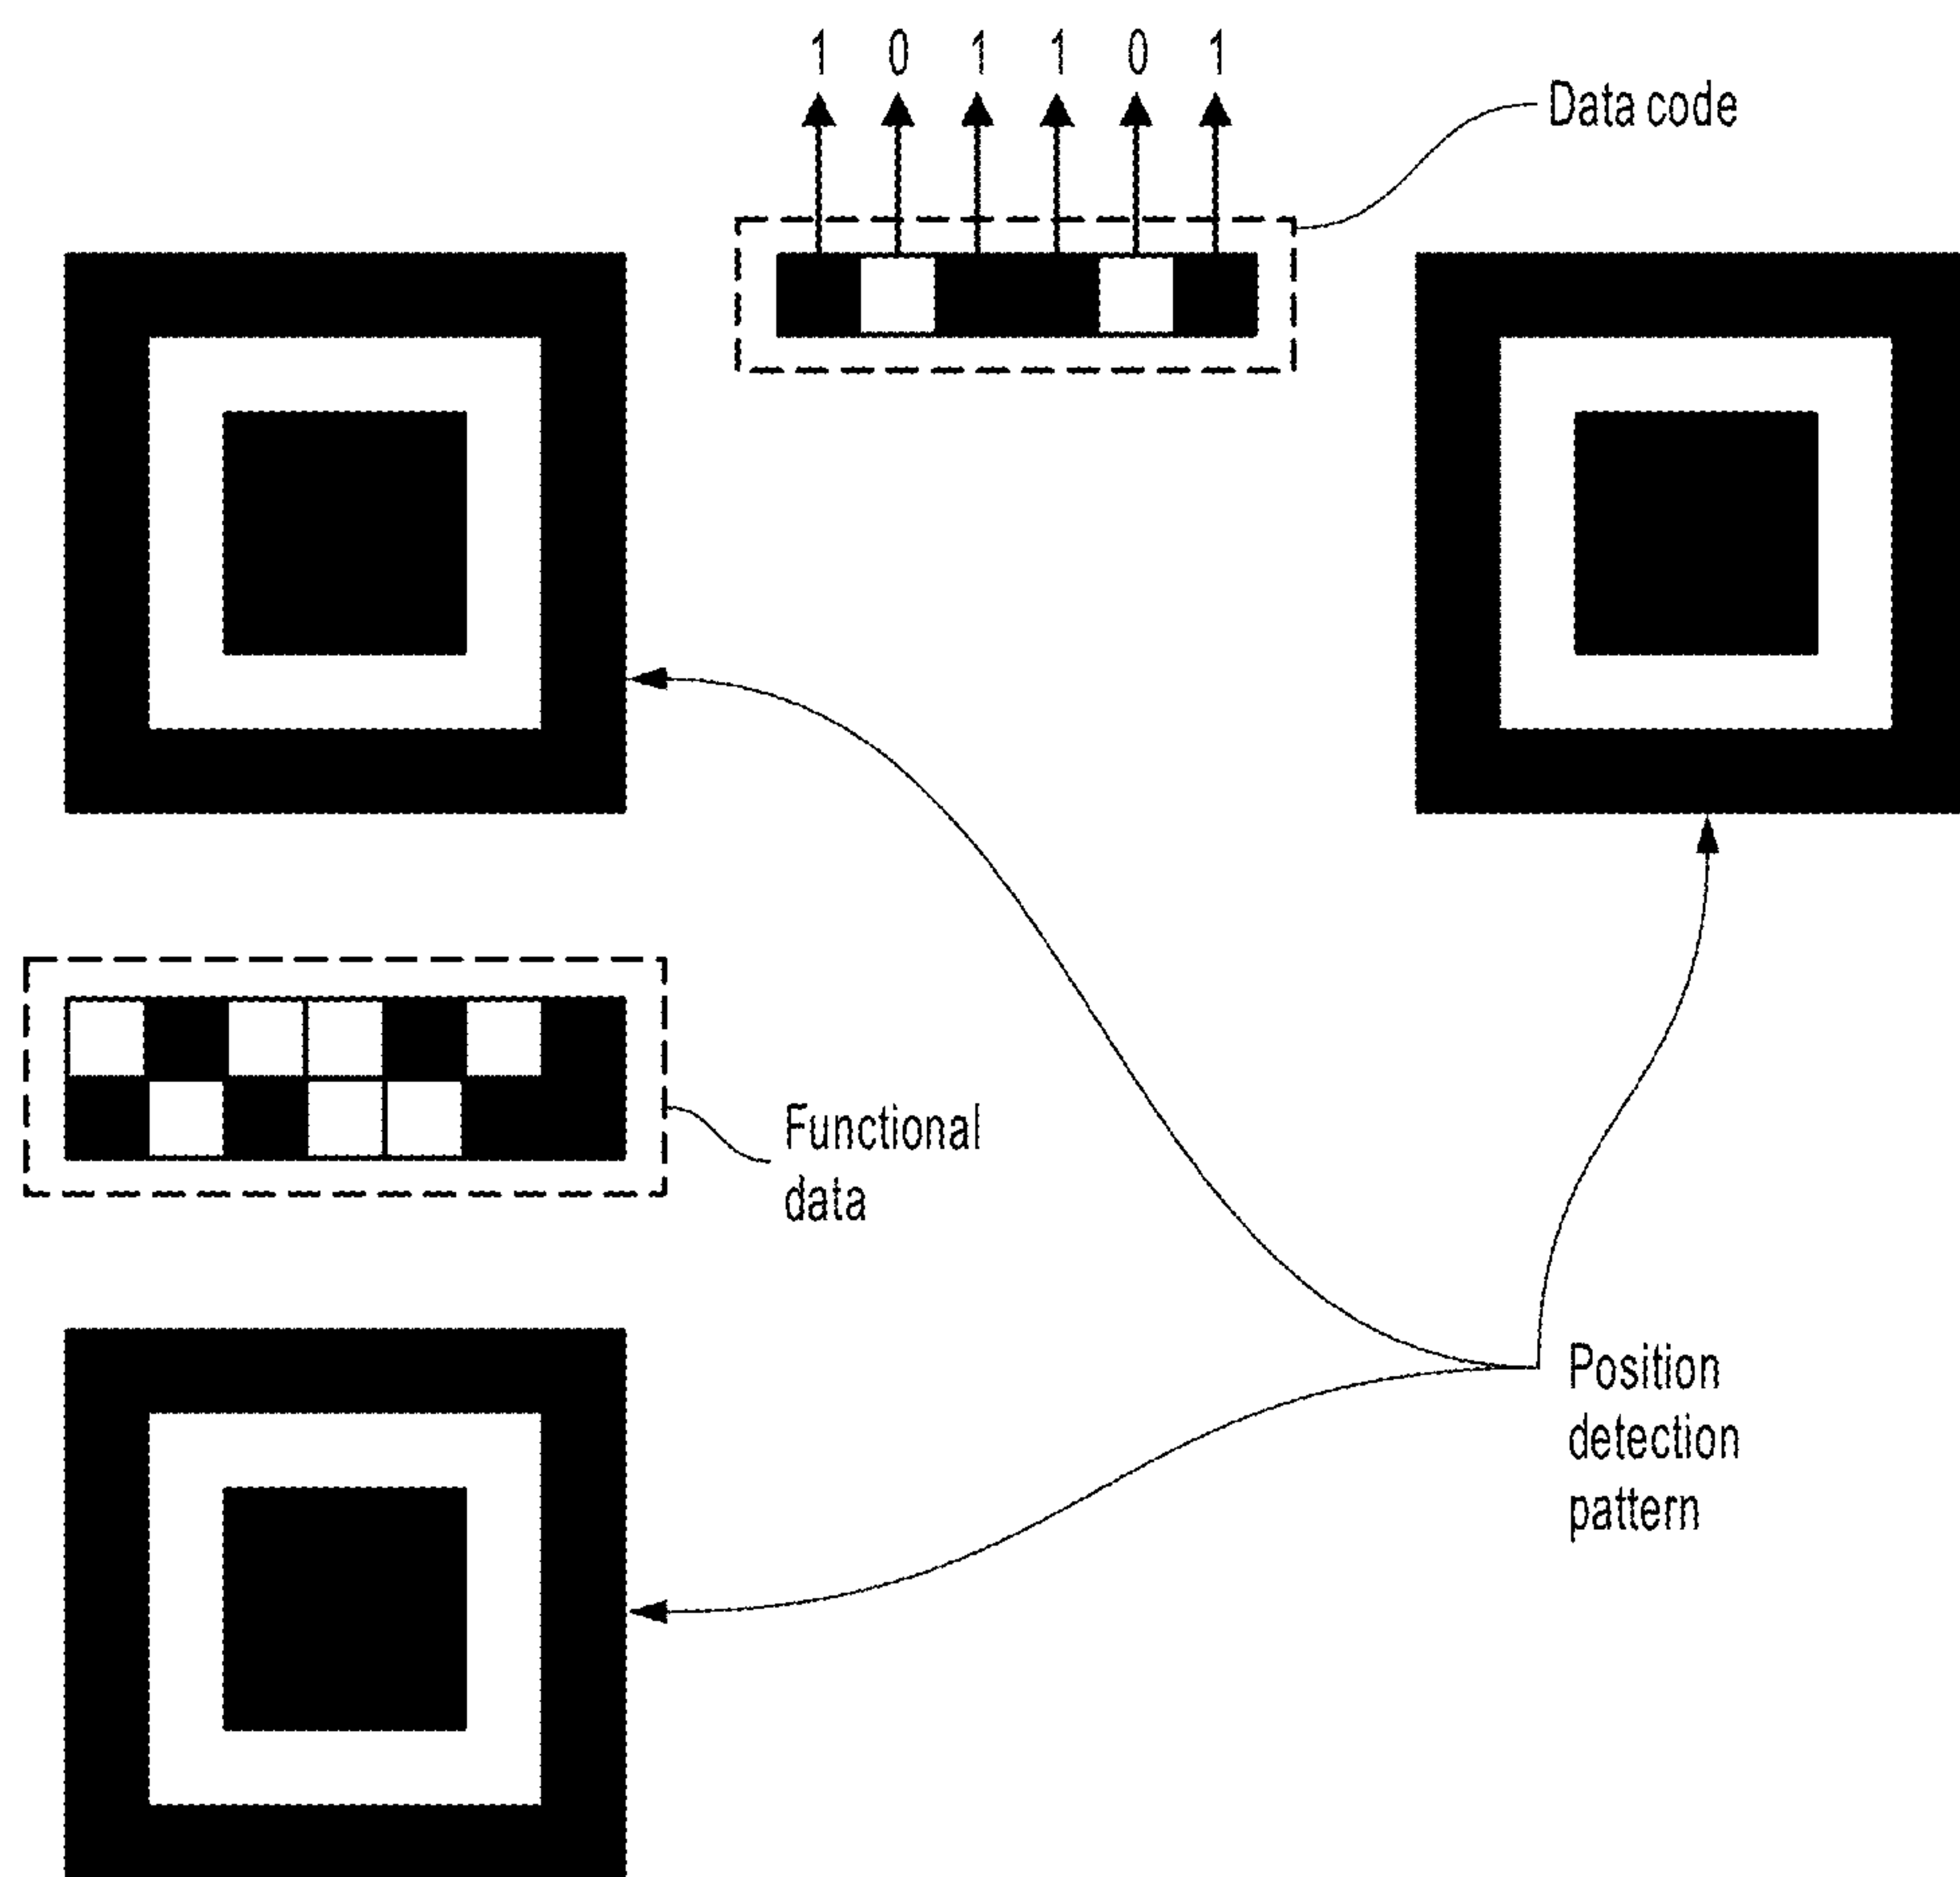 1 0 1 1 0 1
Data code
Functional
data
Position
detection
pattern